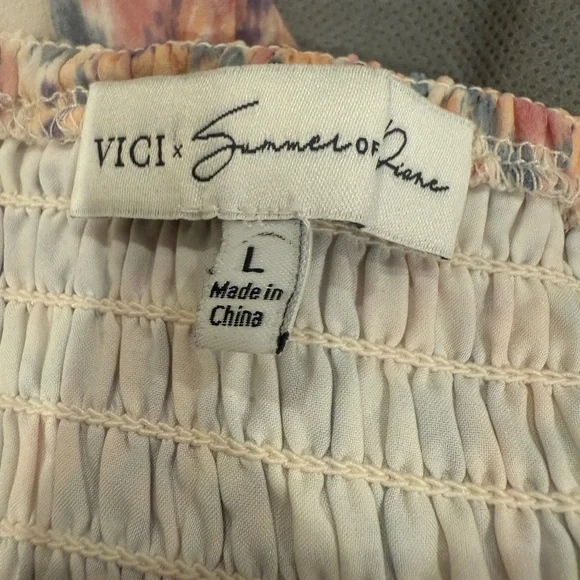 VICI x Summer OF Diane
L
Made in
China